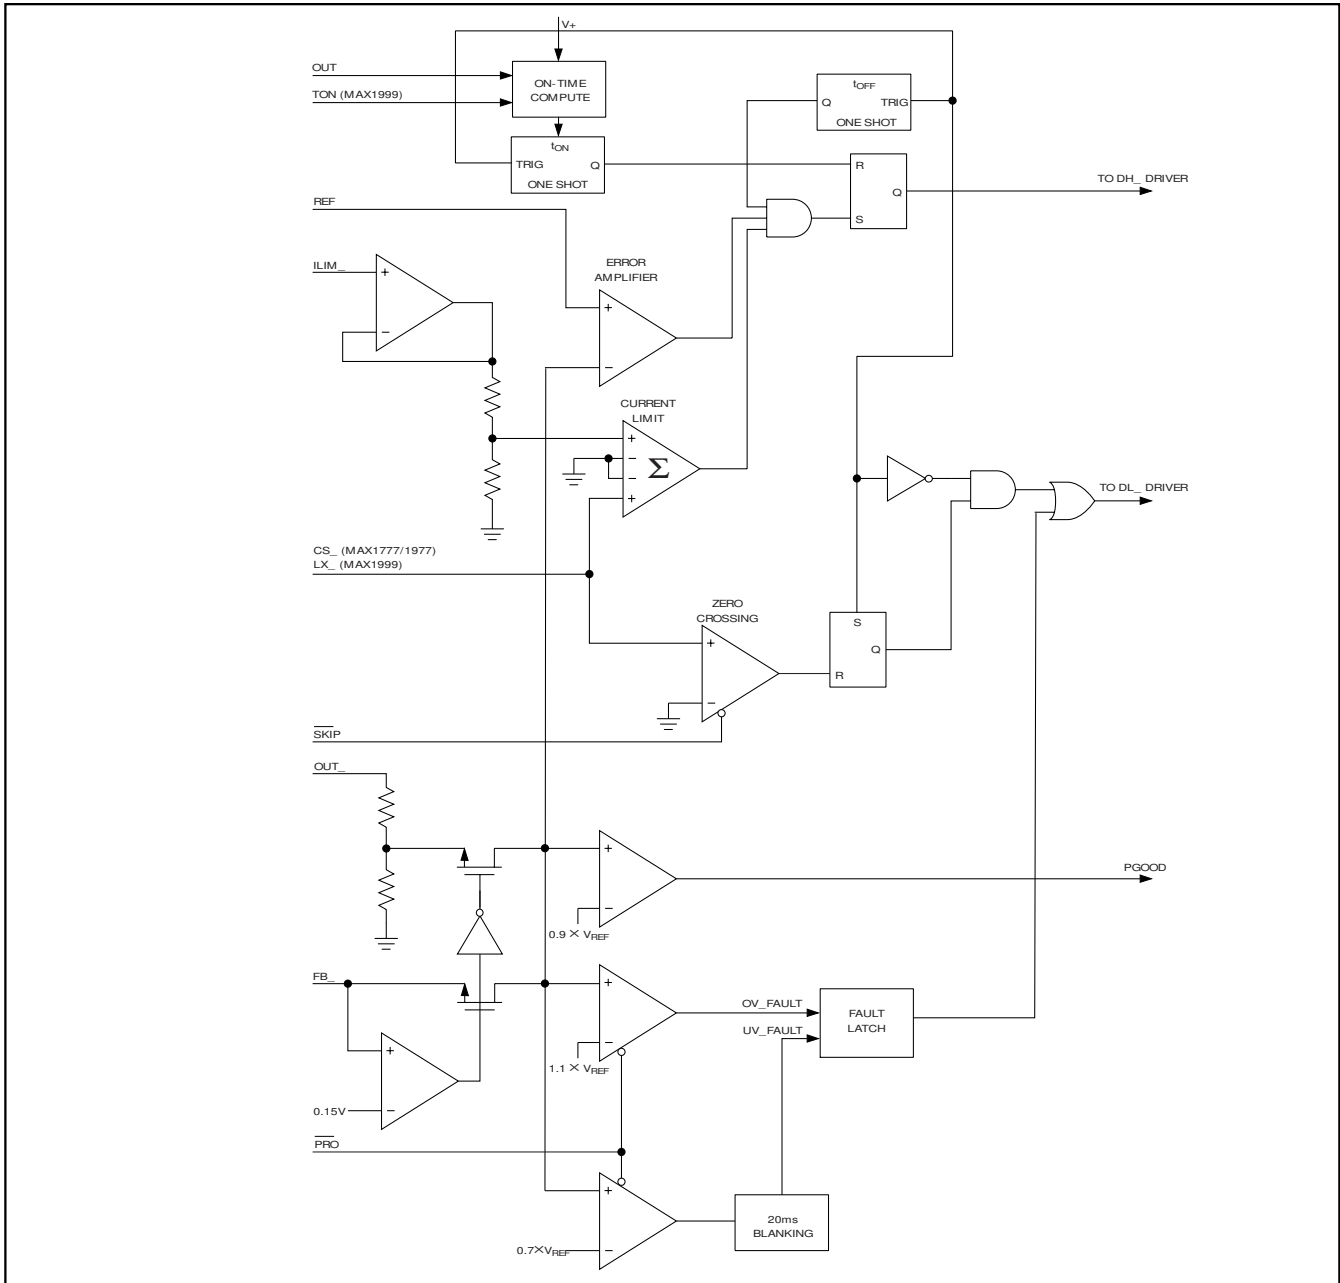 V+
OUT
TON (MAX1999)
ON-TIME
COMPUTE
tOFF
Q TRIG
ONE SHOT
tON
TRIG Q
ONE SHOT
R
Q
S
TO DH_ DRIVER
REF
ILIM_
+
−
ERROR
AMPLIFIER
+
−
CURRENT
LIMIT
+
−
−
+
Σ
TO DL_ DRIVER
CS_ (MAX1777/1977)
LX_ (MAX1999)
ZERO
CROSSING
+
−
S
Q
R
SKIP
OUT_
+
−
0.9 × VREF
PGOOD
FB_
+
−
1.1 × VREF
OV_FAULT
UV_FAULT
FAULT
LATCH
+
−
0.15V
PRO
+
−
0.7×VREF
20ms
BLANKING